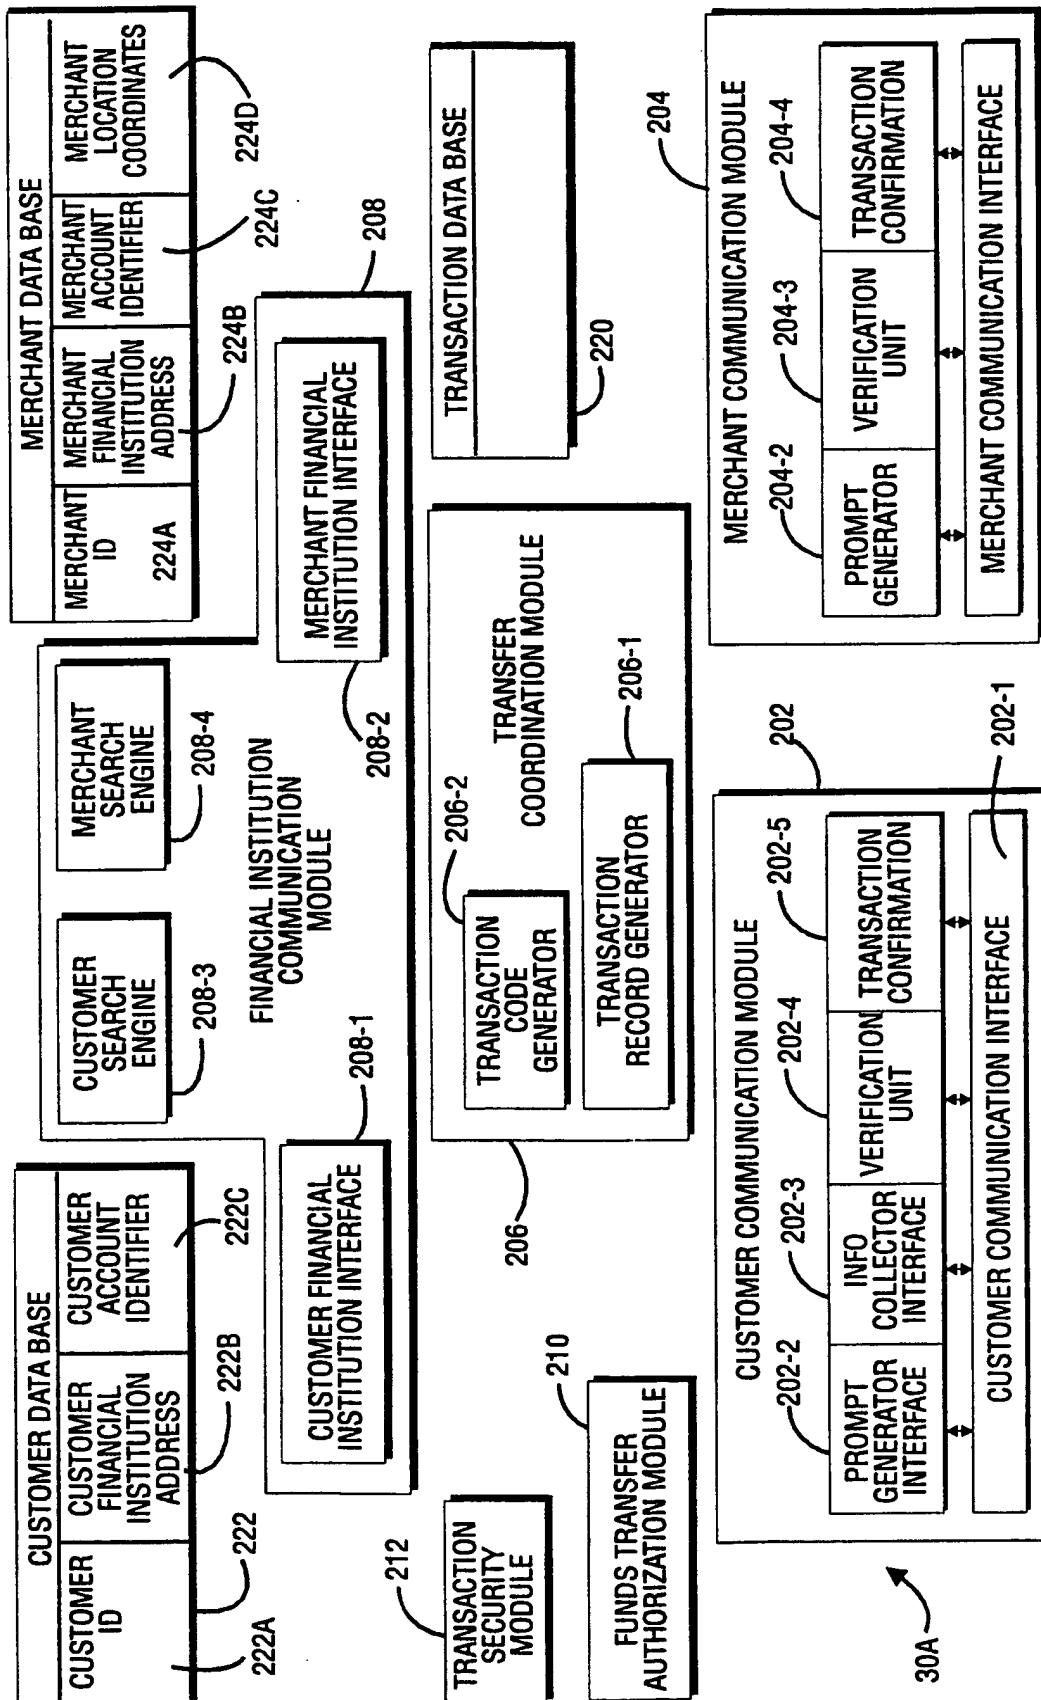 CUSTOMER DATA BASE
CUSTOMER
ID
CUSTOMER
FINANCIAL
INSTITUTION
ADDRESS
CUSTOMER
ACCOUNT
IDENTIFIER
222A
222
222B
222C
CUSTOMER
SEARCH
ENGINE
208-3
MERCHANT
SEARCH
ENGINE
208-4
FINANCIAL INSTITUTION
COMMUNICATION
MODULE
CUSTOMER FINANCIAL
INSTITUTION INTERFACE
208-1
MERCHANT FINANCIAL
INSTITUTION INTERFACE
208-2
208
MERCHANT DATA BASE
MERCHANT
ID
224A
MERCHANT
FINANCIAL
INSTITUTION
ADDRESS
224B
MERCHANT
ACCOUNT
IDENTIFIER
224C
MERCHANT
LOCATION
COORDINATES
224D
212
TRANSACTION
SECURITY
MODULE
210
FUNDS TRANSFER
AUTHORIZATION MODULE
206
206-2
TRANSACTION
CODE
GENERATOR
TRANSFER
COORDINATION MODULE
206-1
TRANSACTION
RECORD GENERATOR
TRANSACTION DATA BASE
220
30A
202
CUSTOMER COMMUNICATION MODULE
202-2
202-3
202-4
202-5
PROMPT
GENERATOR
INTERFACE
INFO
COLLECTOR
INTERFACE
VERIFICATION
UNIT
TRANSACTION
CONFIRMATION
CUSTOMER COMMUNICATION INTERFACE
202-1
204
MERCHANT COMMUNICATION MODULE
204-2
204-3
204-4
PROMPT
GENERATOR
VERIFICATION
UNIT
TRANSACTION
CONFIRMATION
MERCHANT COMMUNICATION INTERFACE